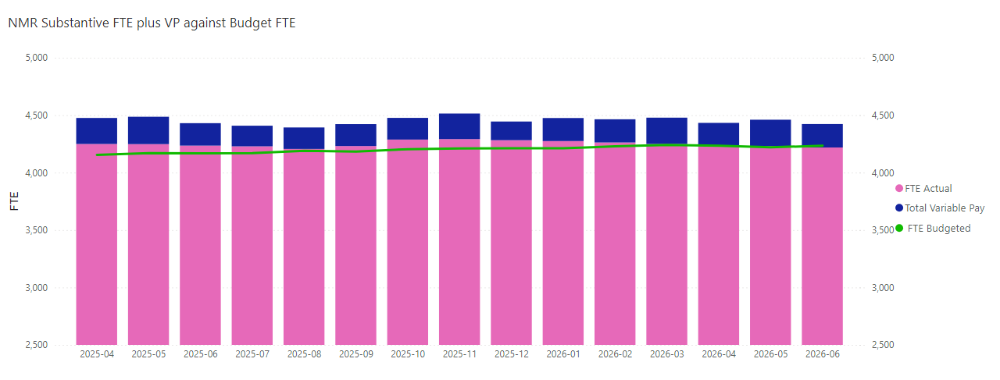 NMR Substantive FTE plus VP against Budget FTE
5,000
4,500
4,000
3,500
3,000
2,500
FTE
5,000
4,500
4,000
3,500
3,000
2,500
FTE Actual
Total Variable Pay
FTE Budgeted
2025-04 2025-05 2025-06 2025-07 2025-08 2025-09 2025-10 2025-11 2025-12 2026-01 2026-02 2026-03 2026-04 2026-05 2026-06